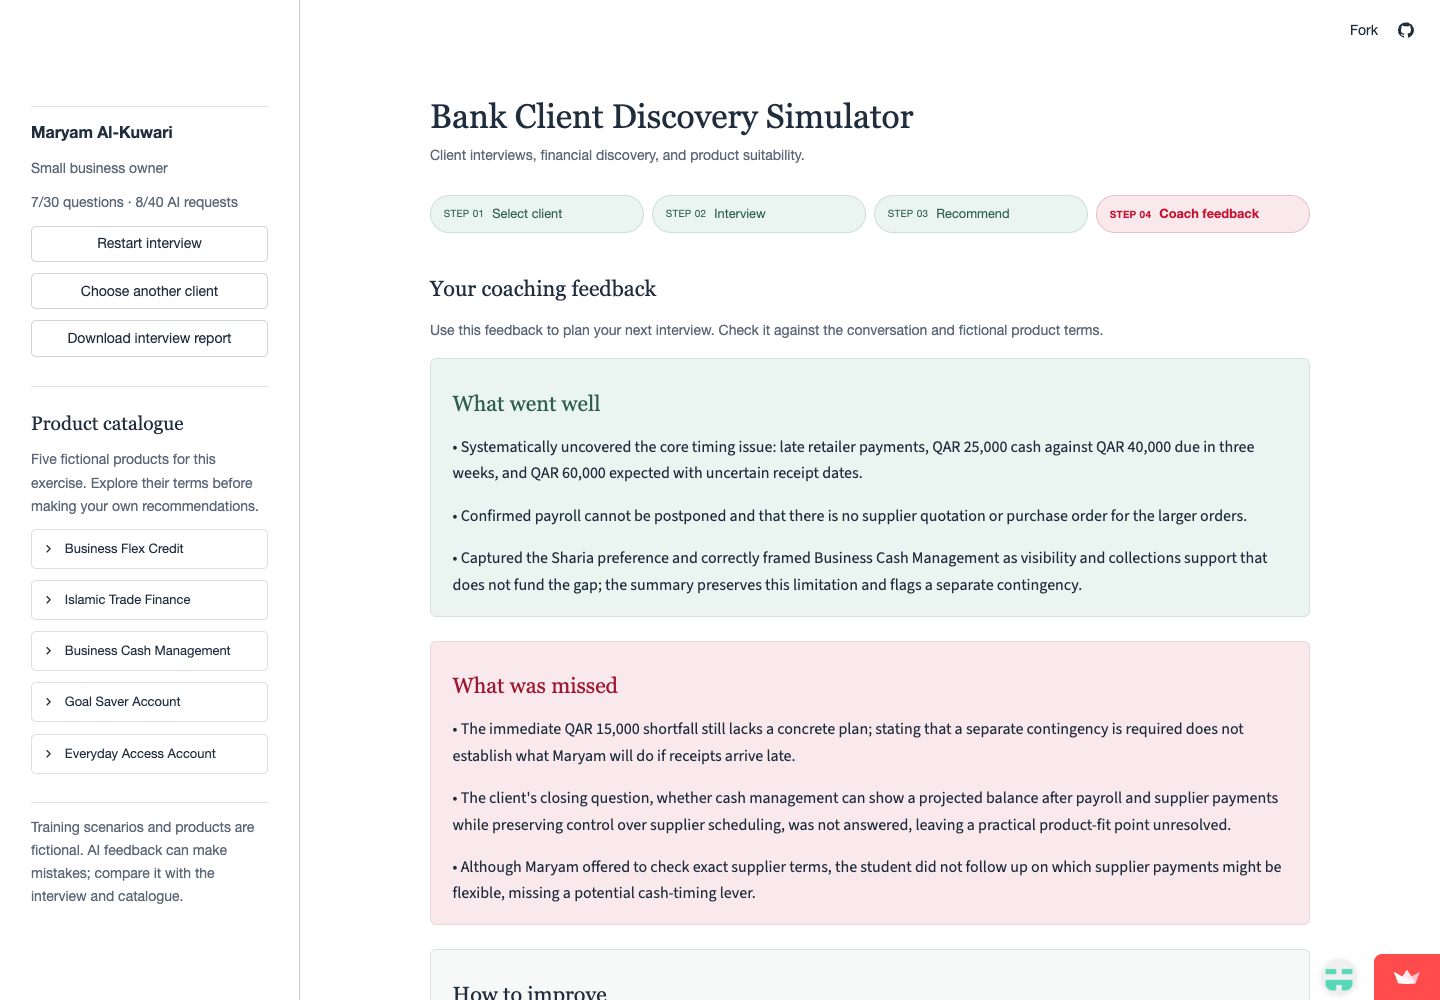 Fork
Maryam Al-Kuwari
Small business owner
7/30 questions · 8/40 AI requests
Restart interview
Choose another client
Download interview report
Product catalogue
Five fictional products for this
exercise. Explore their terms before
making your own recommendations.
Business Flex Credit
Islamic Trade Finance
Business Cash Management
Goal Saver Account
Everyday Access Account
Training scenarios and products are
fictional. AI feedback can make
mistakes; compare it with the
interview and catalogue.
Bank Client Discovery Simulator
Client interviews, financial discovery, and product suitability.
STEP 01 Select client
STEP 02 Interview
STEP 03 Recommend
STEP 04 Coach feedback
Your coaching feedback
Use this feedback to plan your next interview. Check it against the conversation and fictional product terms.
What went well
• Systematically uncovered the core timing issue: late retailer payments, QAR 25,000 cash against QAR 40,000 due in three
weeks, and QAR 60,000 expected with uncertain receipt dates.
• Confirmed payroll cannot be postponed and that there is no supplier quotation or purchase order for the larger orders.
• Captured the Sharia preference and correctly framed Business Cash Management as visibility and collections support that
does not fund the gap; the summary preserves this limitation and flags a separate contingency.
What was missed
• The immediate QAR 15,000 shortfall still lacks a concrete plan; stating that a separate contingency is required does not
establish what Maryam will do if receipts arrive late.
• The client's closing question, whether cash management can show a projected balance after payroll and supplier payments
while preserving control over supplier scheduling, was not answered, leaving a practical product-fit point unresolved.
• Although Maryam offered to check exact supplier terms, the student did not follow up on which supplier payments might be
flexible, missing a potential cash-timing lever.
How to improve